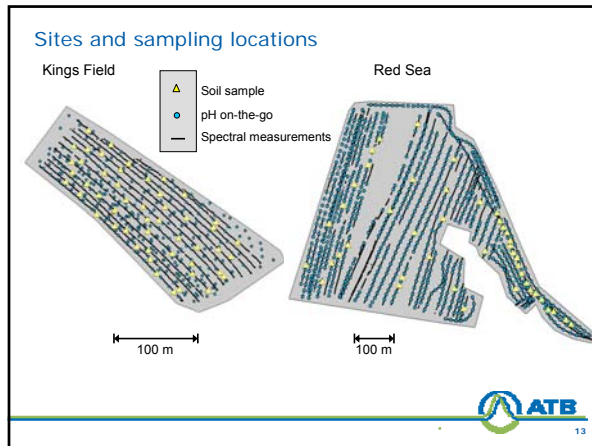 Sites and sampling locations
Kings Field
Red Sea
Soil sample
pH on-the-go
Spectral measurements
100 m
100 m
ATB
13